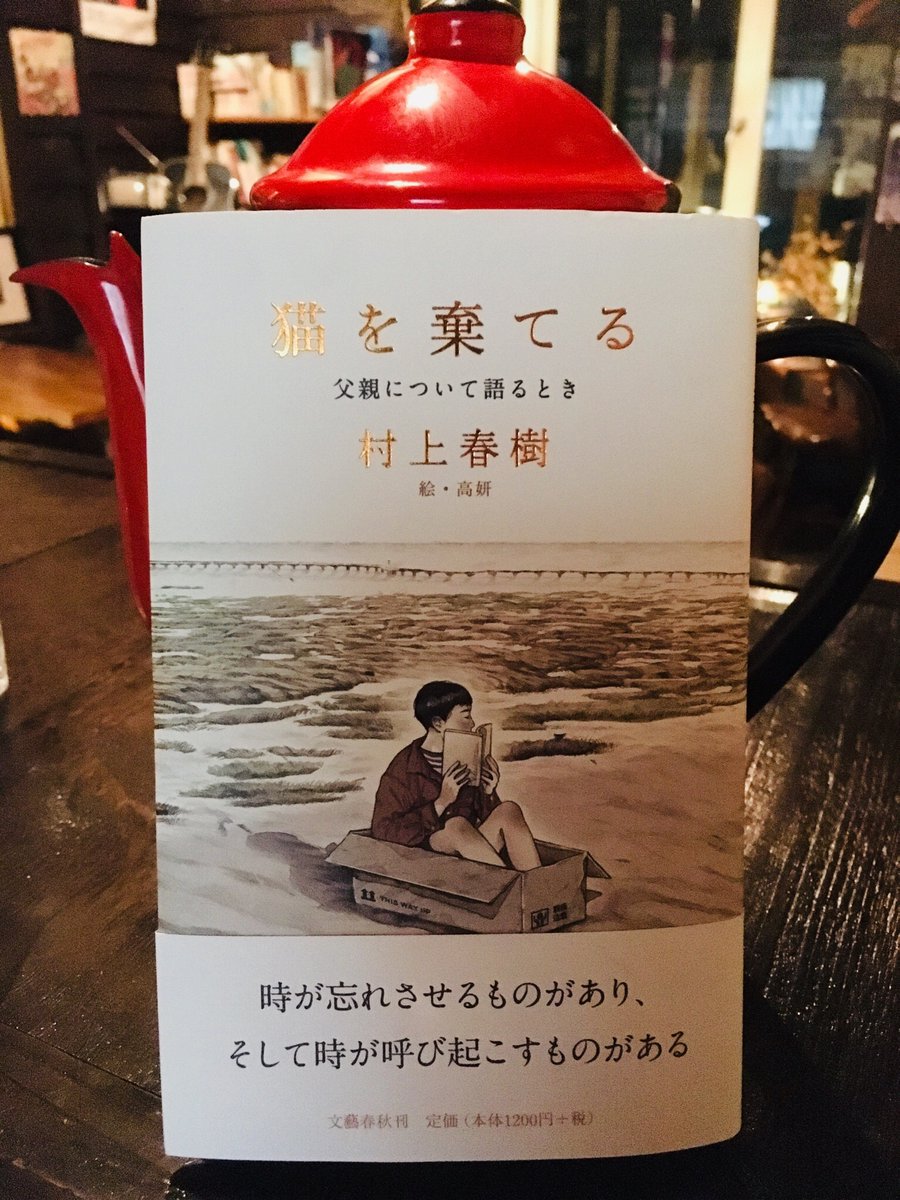 猫を棄てる
父親について語るとき
村上春樹
絵・高妍
THIS WAY UP
時が忘れさせるものがあり、
そして時が呼び起こすものがある
文藝春秋刊 定価(本体1200円+税)